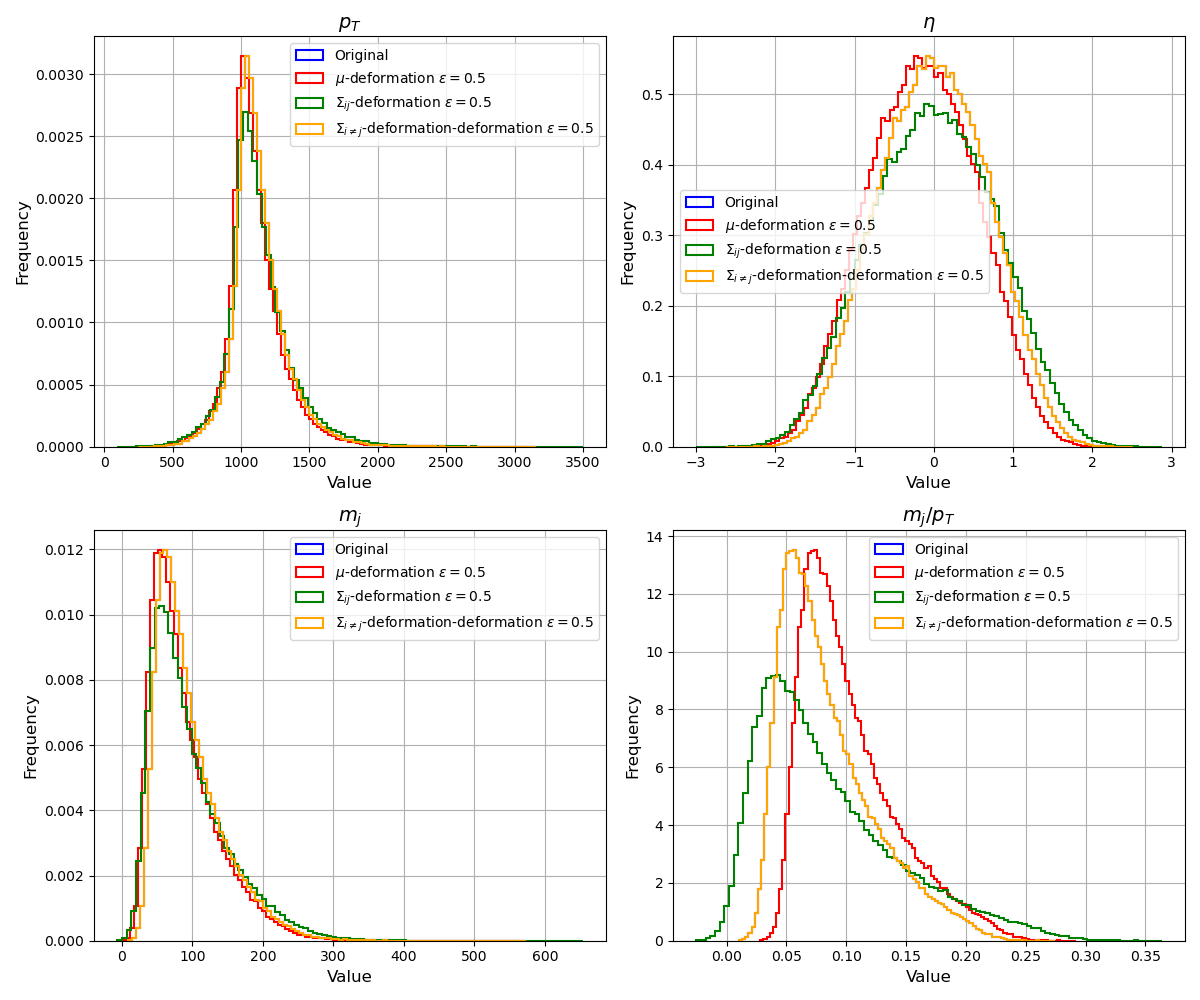 p_T
Frequency
0.0030
0.0025
0.0020
0.0015
0.0010
0.0005
0.0000
Original
μ-deformation ε = 0.5
Σ_ij-deformation ε = 0.5
Σ_i≠j-deformation-deformation ε = 0.5
0 500 1000 1500 2000 2500 3000 3500
Value
η
Frequency
0.5
0.4
0.3
0.2
0.1
0.0
Original
μ-deformation ε = 0.5
Σ_ij-deformation ε = 0.5
Σ_i≠j-deformation-deformation ε = 0.5
−3 −2 −1 0 1 2 3
Value
m_j
Frequency
0.012
0.010
0.008
0.006
0.004
0.002
0.000
Original
μ-deformation ε = 0.5
Σ_ij-deformation ε = 0.5
Σ_i≠j-deformation-deformation ε = 0.5
0 100 200 300 400 500 600
Value
m_j/p_T
Frequency
14
12
10
8
6
4
2
0
Original
μ-deformation ε = 0.5
Σ_ij-deformation ε = 0.5
Σ_i≠j-deformation-deformation ε = 0.5
0.00 0.05 0.10 0.15 0.20 0.25 0.30 0.35
Value